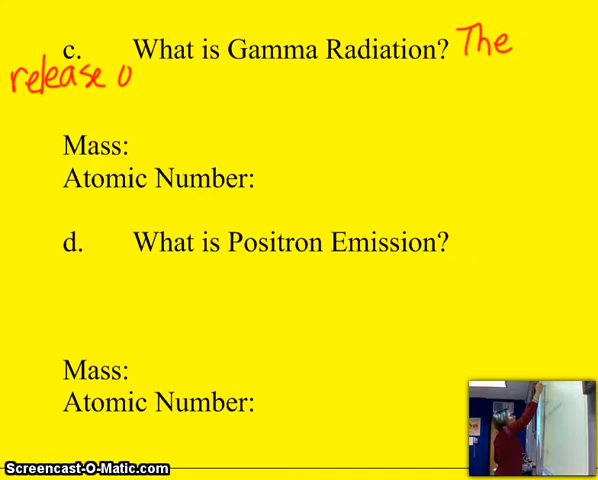 c. What is Gamma Radiation? The
release o
Mass:
Atomic Number:
d. What is Positron Emission?
Mass:
Atomic Number:
Screencast-O-Matic.com